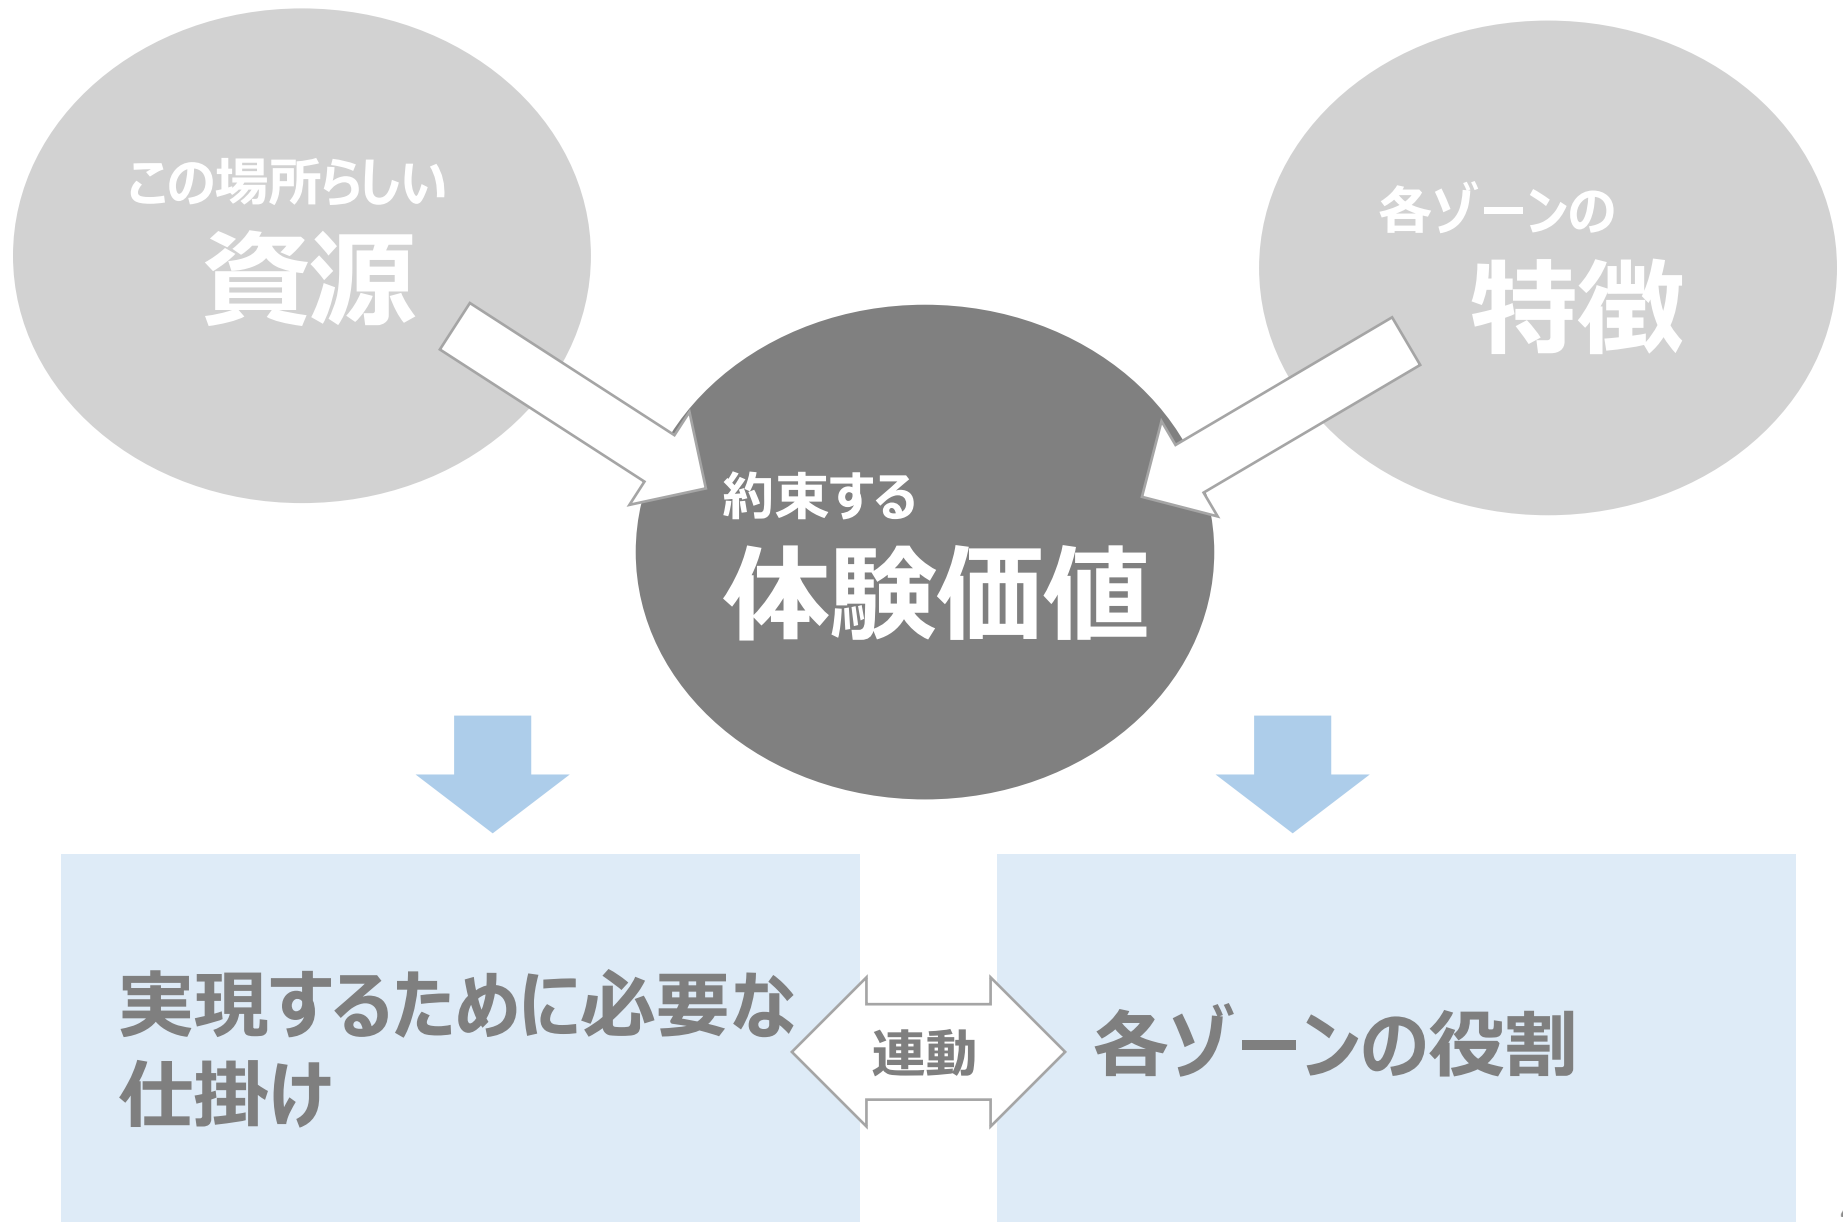 この場所らしい
資源
各ゾーンの
特徴
約束する
体験価値
実現するために必要な
仕掛け
連動
各ゾーンの役割